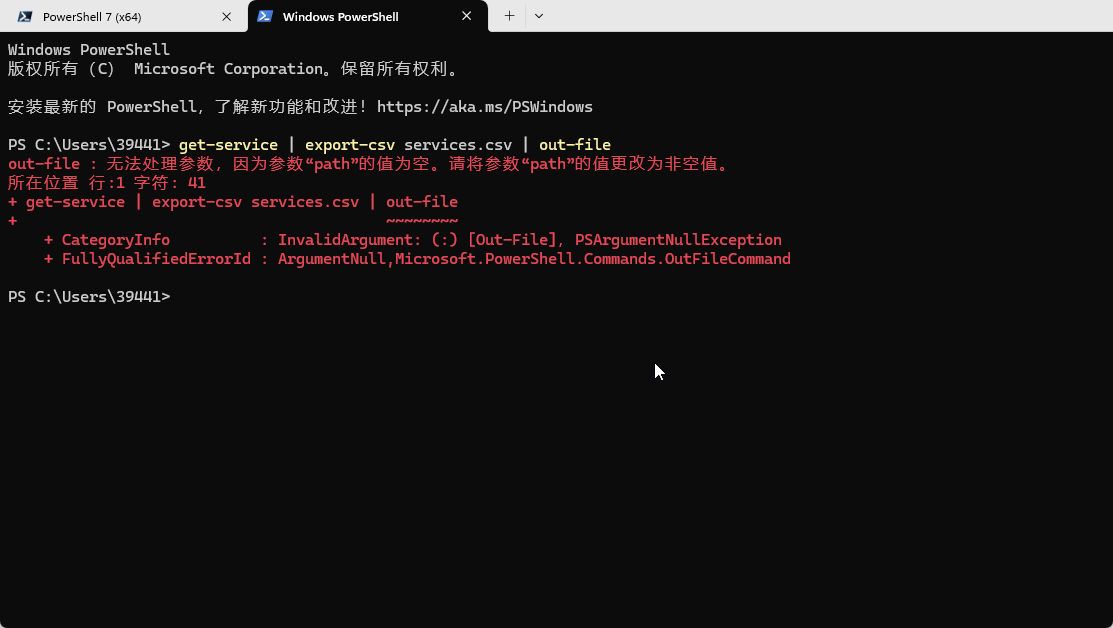 PowerShell 7 (x64)
Windows PowerShell
Windows PowerShell
版权所有 (C)  Microsoft Corporation。保留所有权利。
安装最新的 PowerShell，了解新功能和改进！https://aka.ms/PSWindows
PS C:\Users\39441> get-service | export-csv services.csv | out-file
out-file : 无法处理参数，因为参数“path”的值为空。请将参数“path”的值更改为非空值。
所在位置 行:1 字符: 41
+ get-service | export-csv services.csv | out-file
+                                         ~~~~~~~~
    + CategoryInfo          : InvalidArgument: (:) [Out-File], PSArgumentNullException
    + FullyQualifiedErrorId : ArgumentNull,Microsoft.PowerShell.Commands.OutFileCommand
PS C:\Users\39441>